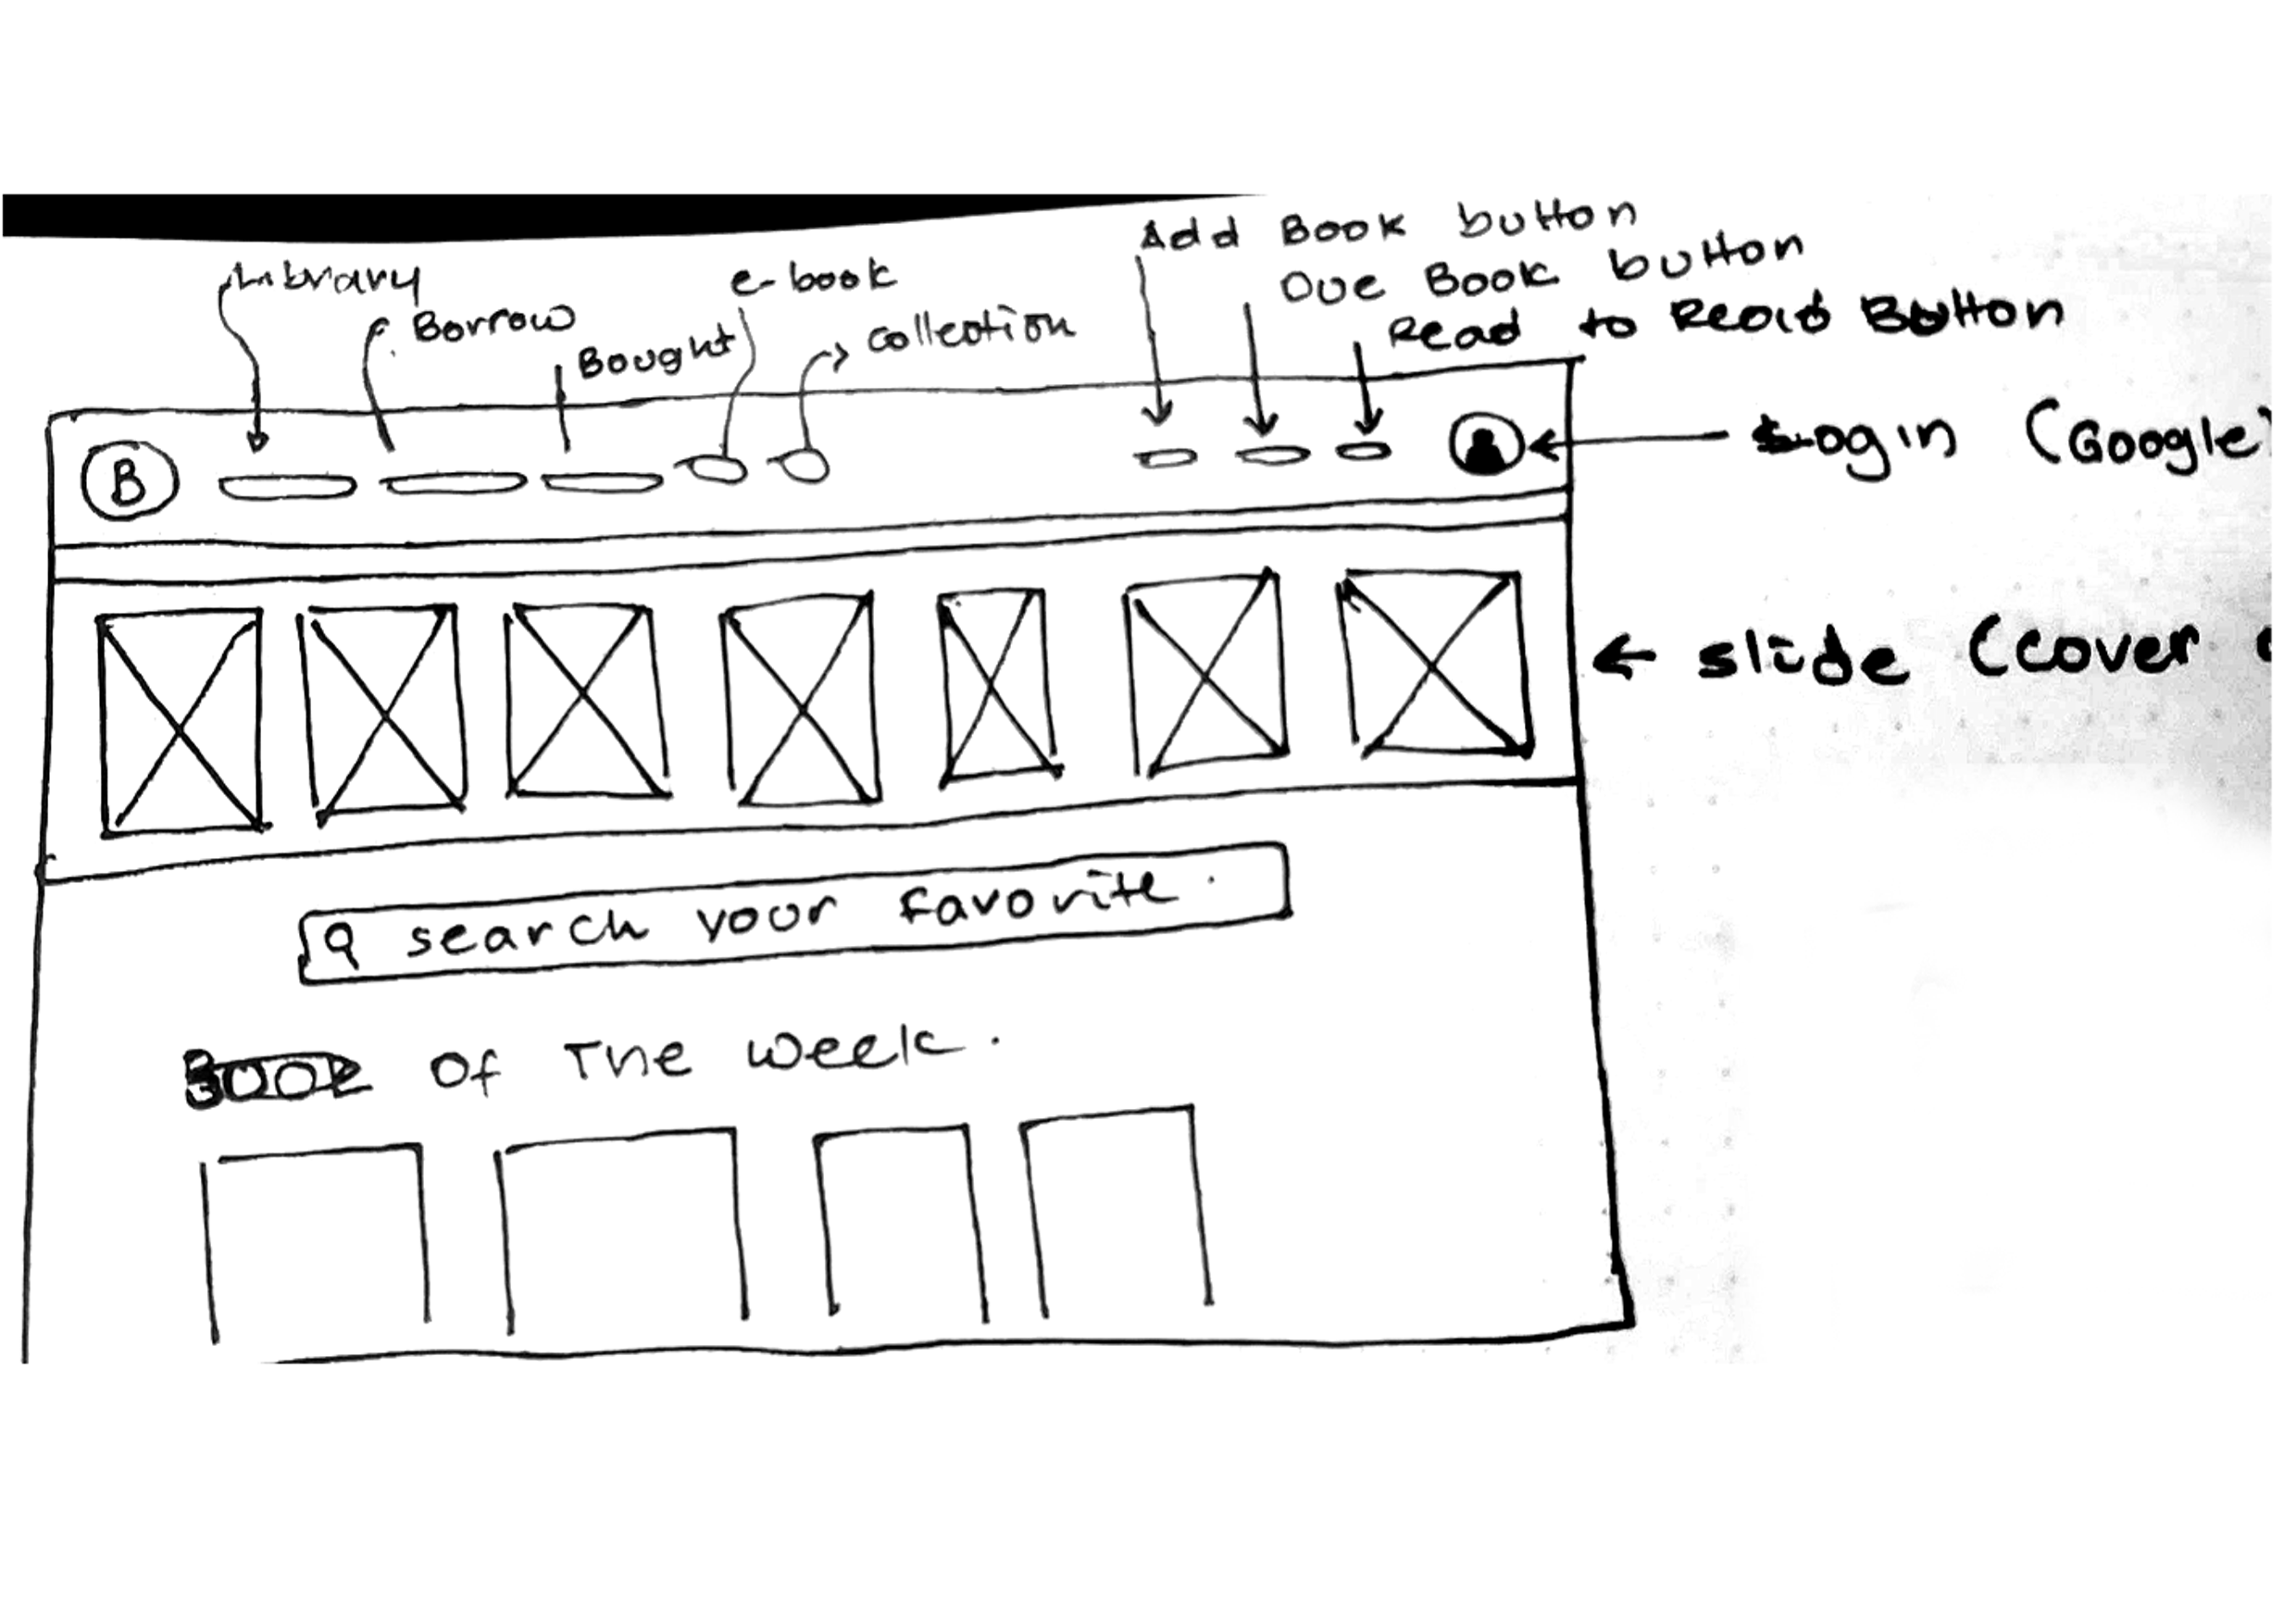 Library
Borrow
Bought
e-book
collection
Add Book button
Due Book button
Read to Read Button
Login (Google)
B
slide (cover
search your favorite.
BOOK Of The week.